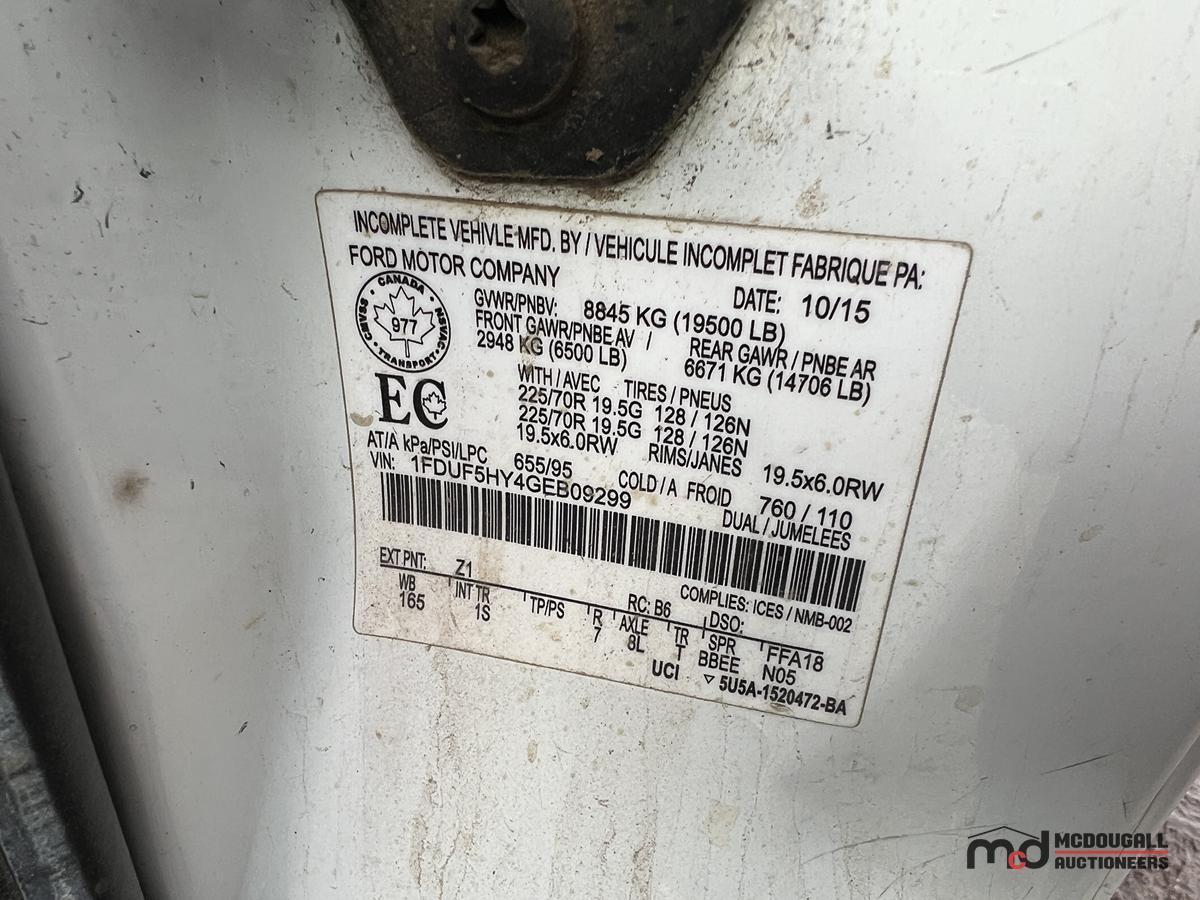 INCOMPLETE VEHIVLE MFD. BY / VEHICULE INCOMPLET FABRIQUE PA:
FORD MOTOR COMPANY
DATE: 10/15
CANADA
CMVSS 977 NSVAC
TRANSPORT
GVWR/PNBV: 8845 KG (19500 LB)
FRONT GAWR/PNBE AV / REAR GAWR / PNBE AR
2948 KG (6500 LB) 6671 KG (14706 LB)
EC
WITH / AVEC TIRES / PNEUS
225/70R 19.5G 128 / 126N
225/70R 19.5G 128 / 126N
19.5x6.0RW RIMS/JANES 19.5x6.0RW
AT/A kPa/PSI/LPC 655/95 COLD / A FROID 760 / 110
VIN: 1FDUF5HY4GEB09299 DUAL / JUMELEES
COMPLIES: ICES / NMB-002
EXT PNT: Z1 RC: B6 DSO:
WB INT TR TP/PS R AXLE TR SPR FFA18
165 1S 7 8L T BBEE N05
UCI ▽ 5U5A-1520472-BA
mcd MCDOUGALL
AUCTIONEERS